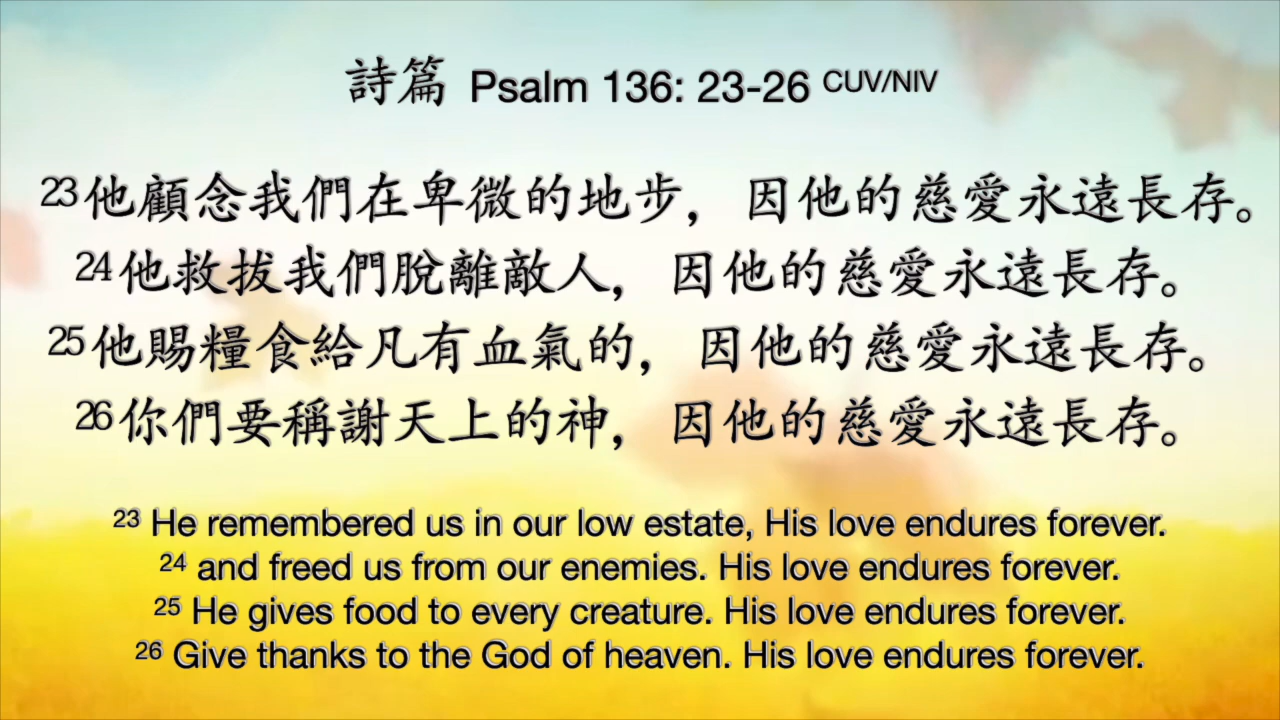 詩篇 Psalm 136: 23-26 CUV/NIV
23他顧念我們在卑微的地步，因他的慈愛永遠長存。
24他救拔我們脫離敵人，因他的慈愛永遠長存。
25他賜糧食給凡有血氣的，因他的慈愛永遠長存。
26你們要稱謝天上的神，因他的慈愛永遠長存。
23 He remembered us in our low estate, His love endures forever.
24 and freed us from our enemies. His love endures forever.
25 He gives food to every creature. His love endures forever.
26 Give thanks to the God of heaven. His love endures forever.